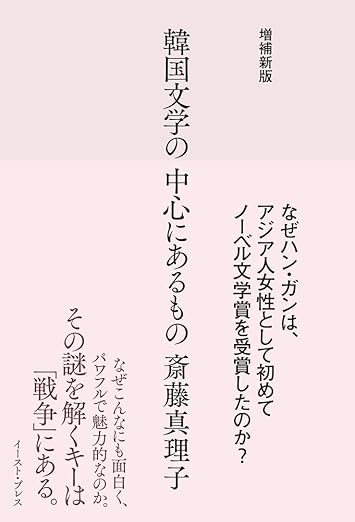 増補新版
なぜハン・ガンは、
アジア人女性として初めて
ノーベル文学賞を受賞したのか？
韓国文学の中心にあるもの 斎藤真理子
なぜこんなにも面白く、
パワフルで魅力的なのか。
その謎を解くキーは
「戦争」にある。
イースト・プレス